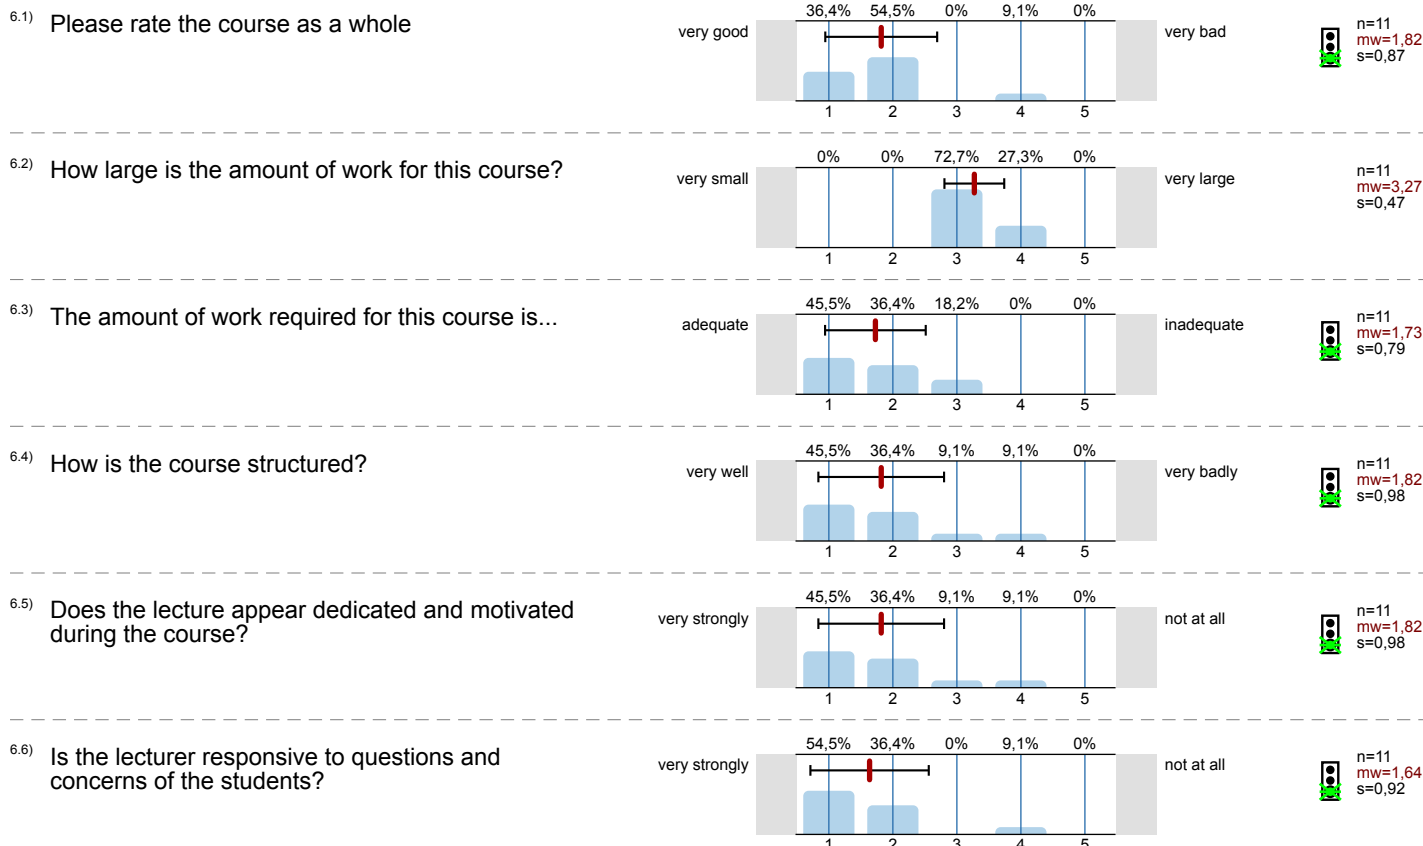 6.1) Please rate the course as a whole
36,4% 54,5% 0% 9,1% 0%
very good
very bad
1 2 3 4 5
n=11
mw=1,82
s=0,87
6.2) How large is the amount of work for this course?
0% 0% 72,7% 27,3% 0%
very small
very large
1 2 3 4 5
n=11
mw=3,27
s=0,47
6.3) The amount of work required for this course is...
45,5% 36,4% 18,2% 0% 0%
adequate
inadequate
1 2 3 4 5
n=11
mw=1,73
s=0,79
6.4) How is the course structured?
45,5% 36,4% 9,1% 9,1% 0%
very well
very badly
1 2 3 4 5
n=11
mw=1,82
s=0,98
6.5) Does the lecture appear dedicated and motivated
during the course?
45,5% 36,4% 9,1% 9,1% 0%
very strongly
not at all
1 2 3 4 5
n=11
mw=1,82
s=0,98
6.6) Is the lecturer responsive to questions and
concerns of the students?
54,5% 36,4% 0% 9,1% 0%
very strongly
not at all
1 2 3 4 5
n=11
mw=1,64
s=0,92